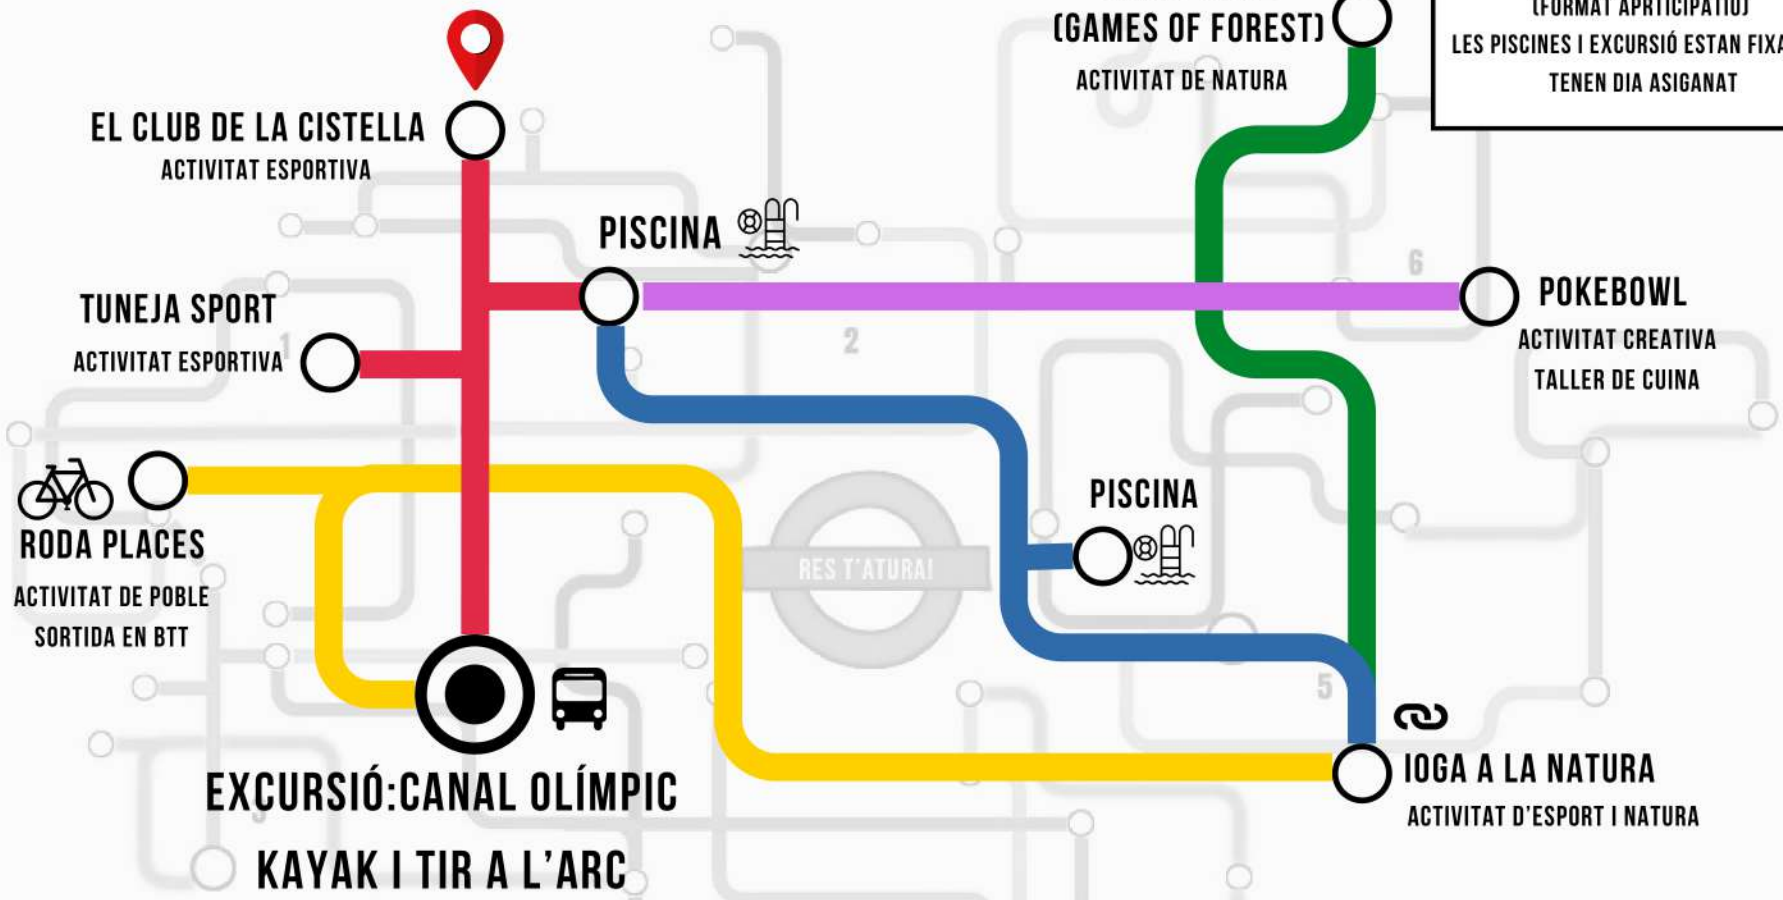 (GAMES OF FOREST)
ACTIVITAT DE NATURA
(FORMAT APRTICIPATIU)
LES PISCINES I EXCURSIÓ ESTAN
TENEN DIA ASIGANAT
EL CLUB DE LA CISTELLA
ACTIVITAT ESPORTIVA
PISCINA
6
TUNEJA SPORT
ACTIVITAT ESPORTIVA
1
2
POKEBOWL
ACTIVITAT CREATIVA
TALLER DE CUINA
PISCINA
RODA PLACES
ACTIVITAT DE POBLE
SORTIDA EN BTT
RES T'ATURA!
5
IOGA A LA NATURA
ACTIVITAT D'ESPORT I NATURA
EXCURSIÓ:CANAL OLÍMPIC
KAYAK I TIR A L'ARC